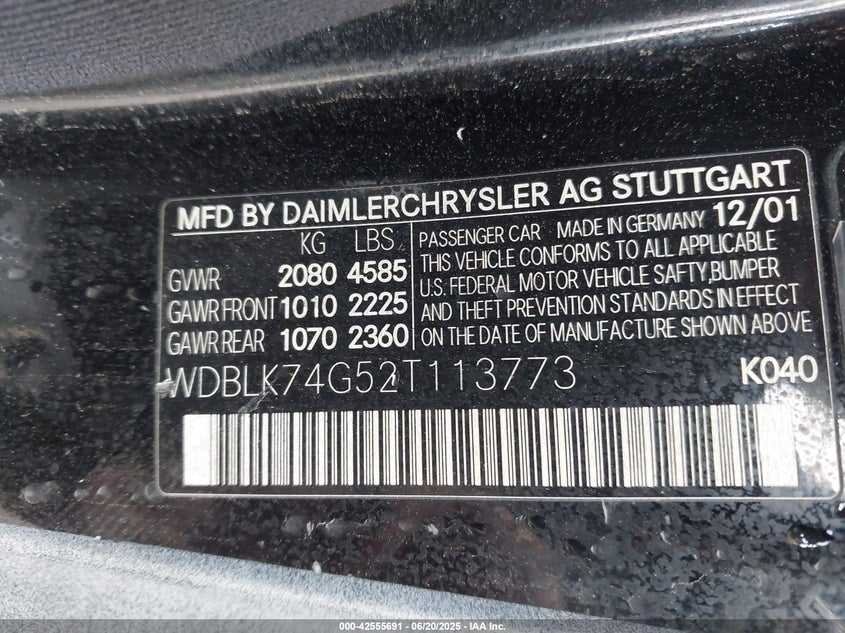 MFD BY DAIMLERCHRYSLER AG STUTTGART
KG LBS
GVWR 2080 4585
GAWR FRONT 1010 2225
GAWR REAR 1070 2360
PASSENGER CAR MADE IN GERMANY 12/01
THIS VEHICLE CONFORMS TO ALL APPLICABLE
U.S. FEDERAL MOTOR VEHICLE SAFTY,BUMPER
AND THEFT PREVENTION STANDARDS IN EFFECT
ON THE DATE OF MANUFACTURE SHOWN ABOVE
WDBLK74G52T113773 K040
000-42555691 - 06/20/2025 - IAA Inc.